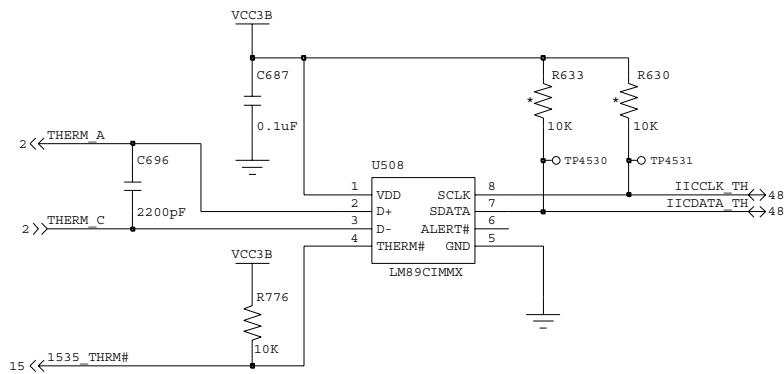 VCC3B
C687
0.1uF
R633
10K
R630
10K
2 THERM_A
C696
2200pF
2 THERM_C
TP4530
TP4531
U508
1 VDD SCLK 8 IICCLK_TH 48
2 D+ SDATA 7 IICDATA_TH 48
3 D- ALERT# 6
4 THERM# GND 5
LM89CIMMX
VCC3B
R776
10K
15 1535_THRM#
*
*